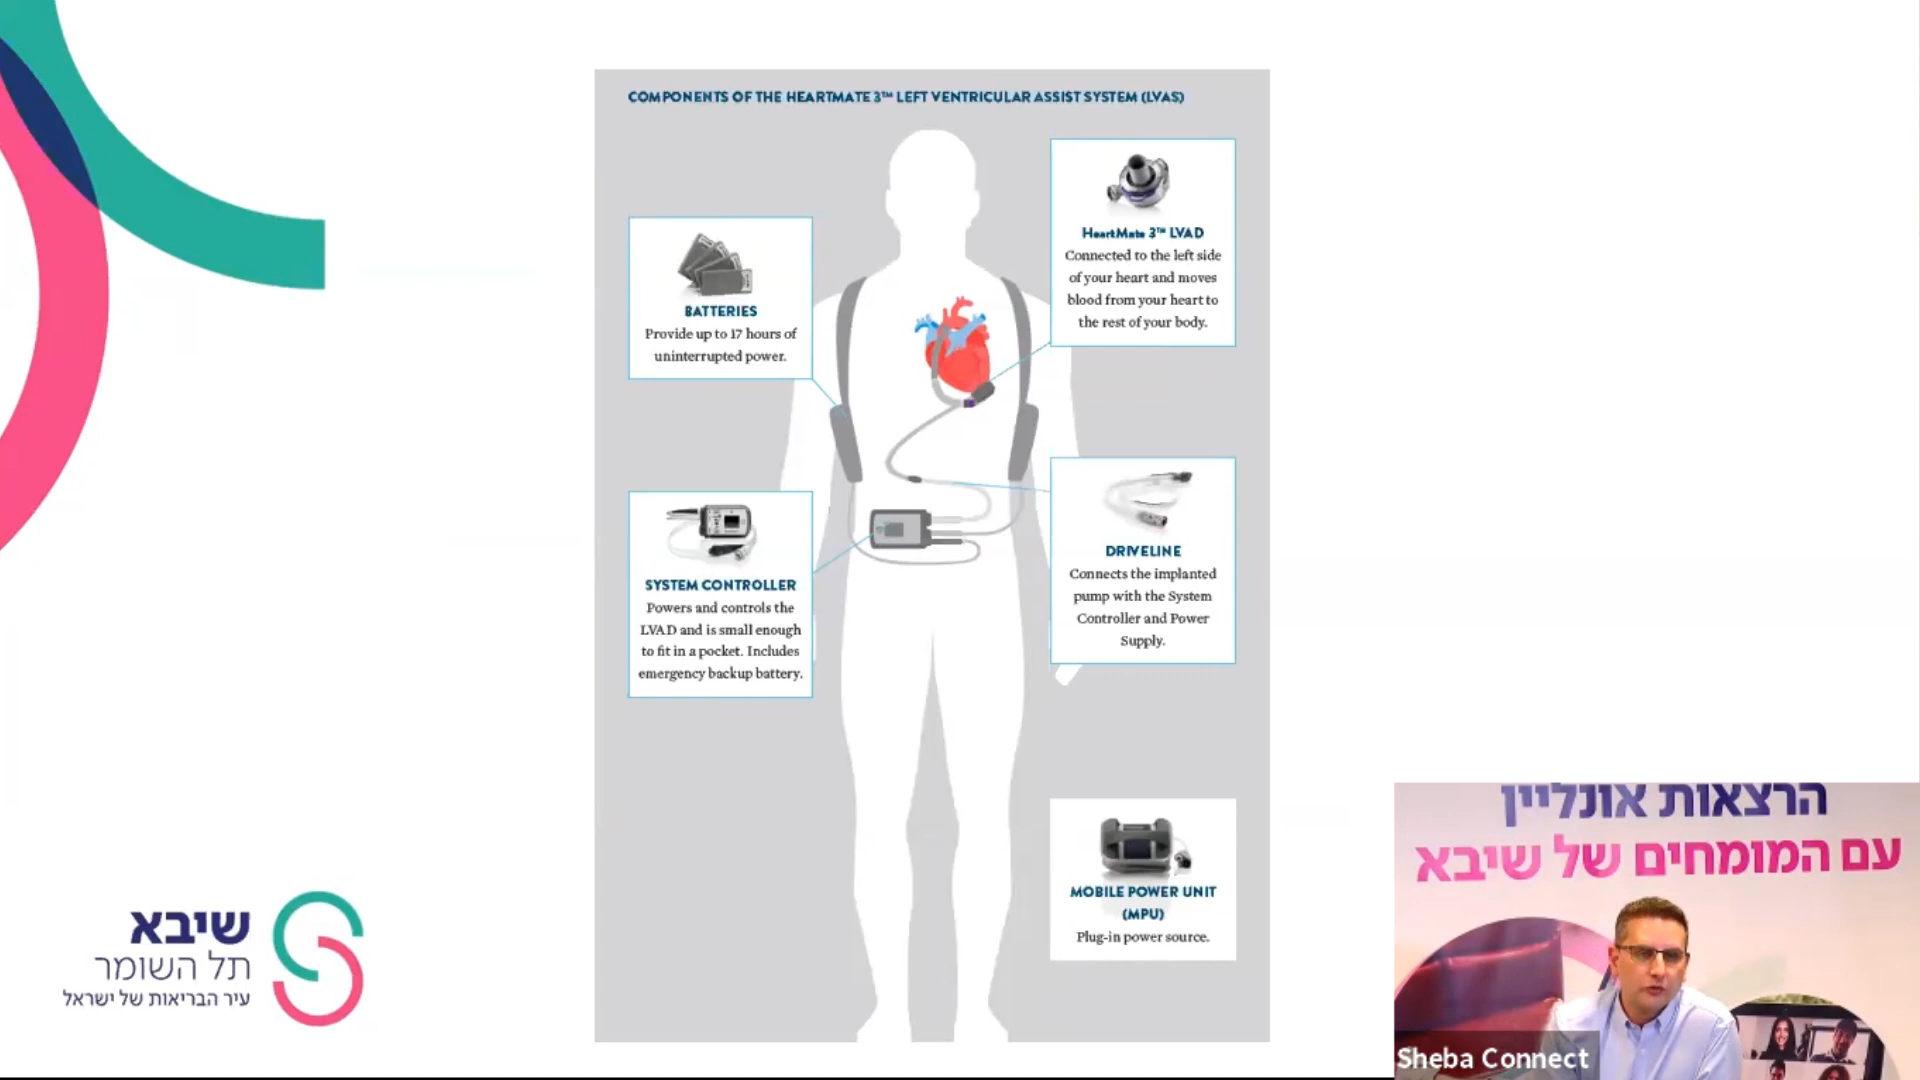 COMPONENTS OF THE HEARTMATE 3™ LEFT VENTRICULAR ASSIST SYSTEM (LVAS)
BATTERIES
Provide up to 17 hours of
uninterrupted power.
HeartMate 3™ LVAD
Connected to the left side
of your heart and moves
blood from your heart to
the rest of your body.
SYSTEM CONTROLLER
Powers and controls the
LVAD and is small enough
to fit in a pocket. Includes
emergency backup battery.
DRIVELINE
Connects the implanted
pump with the System
Controller and Power
Supply.
MOBILE POWER UNIT
(MPU)
Plug-in power source.
שיבא
תל השומר
עיר הבריאות של ישראל
הרצאות אונליין
עם המומחים של שיבא
Sheba Connect